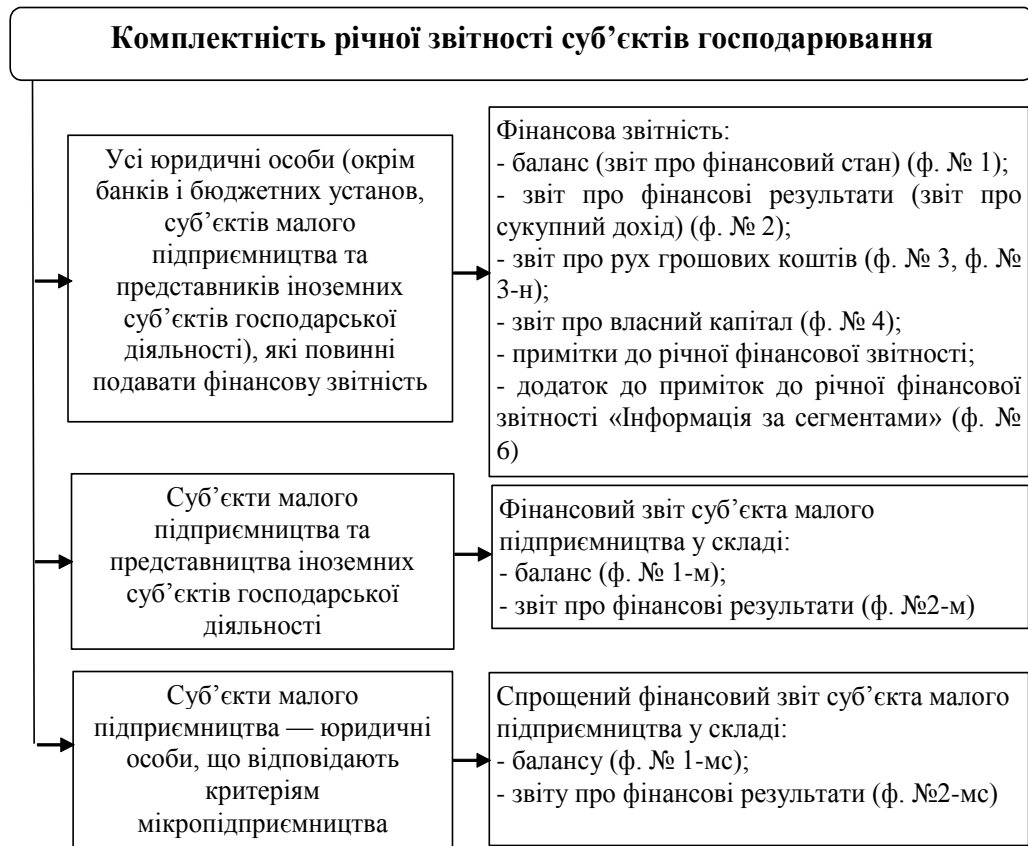 Комплектність річної звітності суб’єктів господарювання
Усі юридичні особи (окрім
банків і бюджетних установ,
суб’єктів малого
підприємництва та
представників іноземних
суб’єктів господарської
діяльності), які повинні
подавати фінансову звітність
Фінансова звітність:
- баланс (звіт про фінансовий стан) (ф. № 1);
- звіт про фінансові результати (звіт про
сукупний дохід) (ф. № 2);
- звіт про рух грошових коштів (ф. № 3, ф. №
3-н);
- звіт про власний капітал (ф. № 4);
- примітки до річної фінансової звітності;
- додаток до приміток до річної фінансової
звітності «Інформація за сегментами» (ф. №
6)
Суб’єкти малого
підприємництва та
представництва іноземних
суб’єктів господарської
діяльності
Фінансовий звіт суб’єкта малого
підприємництва у складі:
- баланс (ф. № 1-м);
- звіт про фінансові результати (ф. №2-м)
Суб’єкти малого
підприємництва — юридичні
особи, що відповідають
критеріям
мікропідприємництва
Спрощений фінансовий звіт суб’єкта малого
підприємництва у складі:
- балансу (ф. № 1-мс);
- звіту про фінансові результати (ф. №2-мс)